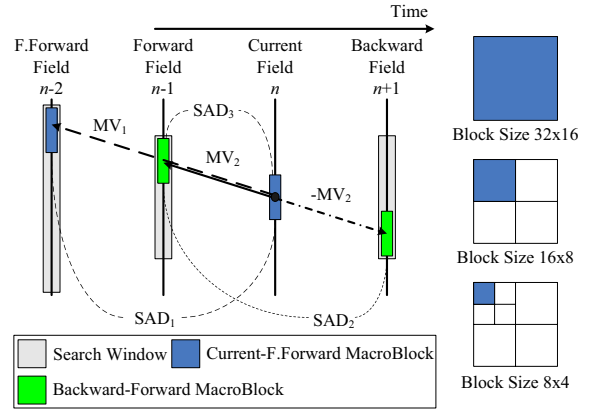 Time
F.Forward
Field
n-2
Forward
Field
n-1
Current
Field
n
Backward
Field
n+1
MV1
SAD3
MV2
-MV2
SAD1
SAD2
Search Window
Current-F.Forward MacroBlock
Backward-Forward MacroBlock
Block Size 32x16
Block Size 16x8
Block Size 8x4